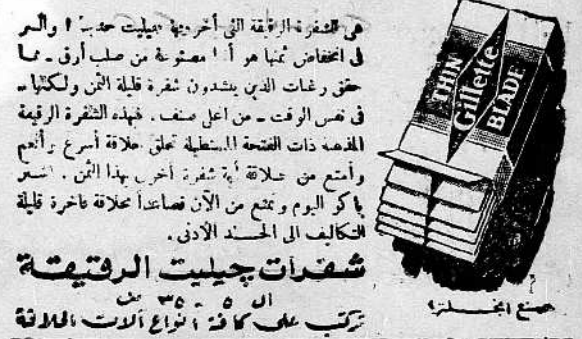 هي الشفرة الرقيقة التي أخرجتها جيليت حديثا ! والسر
في انخفاض ثمنها هو أنها مصنوعة من صلب أرق ـ مما
حقق رغبات الذين ينشدون شفرة قليلة الثمن ولكنها ـ
في نفس الوقت ـ من أعلى صنف . فهذه الشفرة الرقيقة
المذهبة ذات الفتحة المستطيلة تحلق حلاقة أسرع وأنعم
وأمتع من حلاقة أية شفرة أخرى بهذا الثمن .
باكو اليوم وتمتع من الآن فصاعداً بحلاقة فاخرة قليلة
التكاليف الى الحد الأدنى .
شفرات جيليت الرقيقة
ال ٥ ـ ٣٥
تركب على كافة أنواع آلات الحلاقة
THIN
Gillette
BLADE
صنع انجلترا